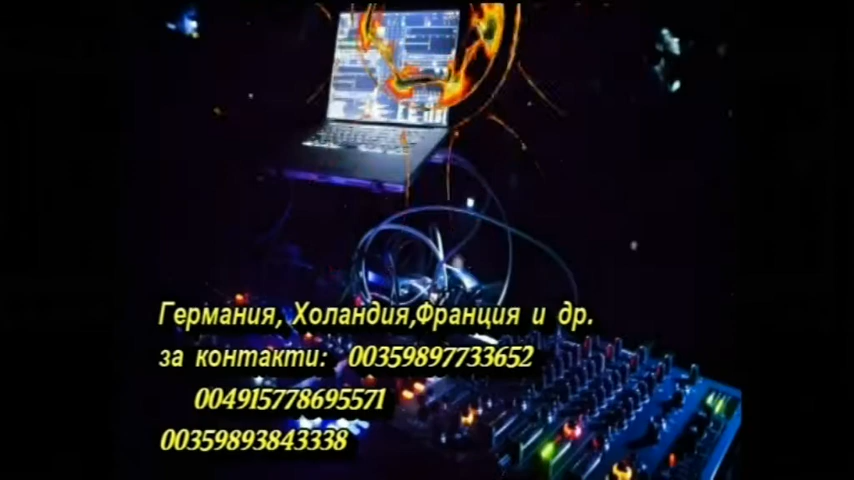 Германия, Холандия,Франция и др.
за контакти: 00359897733652
004915778695571
00359893843338